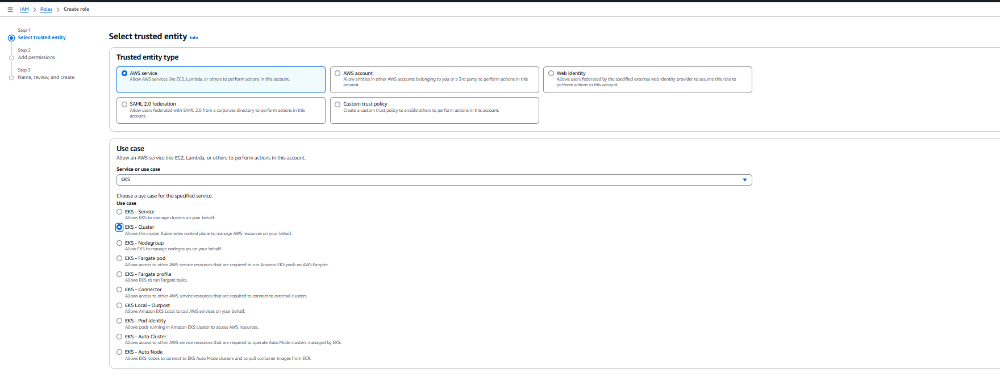 IAM > Roles > Create role
Step 1
Select trusted entity
Step 2
Add permissions
Step 3
Name, review, and create
Select trusted entity Info
Trusted entity type
AWS service
Allow AWS services like EC2, Lambda, or others to perform actions in this account.
AWS account
Allow entities in other AWS accounts belonging to you or a 3rd party to perform actions in this
account.
Web identity
Allows users federated by the specified external web identity provider to assume this role to
perform actions in this account.
SAML 2.0 federation
Allow users federated with SAML 2.0 from a corporate directory to perform actions in this
account.
Custom trust policy
Create a custom trust policy to enable others to perform actions in this account.
Use case
Allow an AWS service like EC2, Lambda, or others to perform actions in this account.
Service or use case
EKS
Choose a use case for the specified service.
Use case
EKS - Service
Allows EKS to manage clusters on your behalf.
EKS - Cluster
Allows the cluster Kubernetes control plane to manage AWS resources on your behalf.
EKS - Nodegroup
Allow EKS to manage nodegroups on your behalf.
EKS - Fargate pod
Allows access to other AWS service resources that are required to run Amazon EKS pods on AWS Fargate.
EKS - Fargate profile
Allows EKS to run Fargate tasks.
EKS - Connector
Allows access to other AWS service resources that are required to connect to external clusters
EKS Local - Outpost
Allows Amazon EKS Local to call AWS services on your behalf.
EKS - Pod Identity
Allows pods running in Amazon EKS cluster to access AWS resources.
EKS - Auto Cluster
Allows access to other AWS service resources that are required to operate Auto Mode clusters managed by EKS.
EKS - Auto Node
Allows EKS nodes to connect to EKS Auto Mode clusters and to pull container images from ECR.